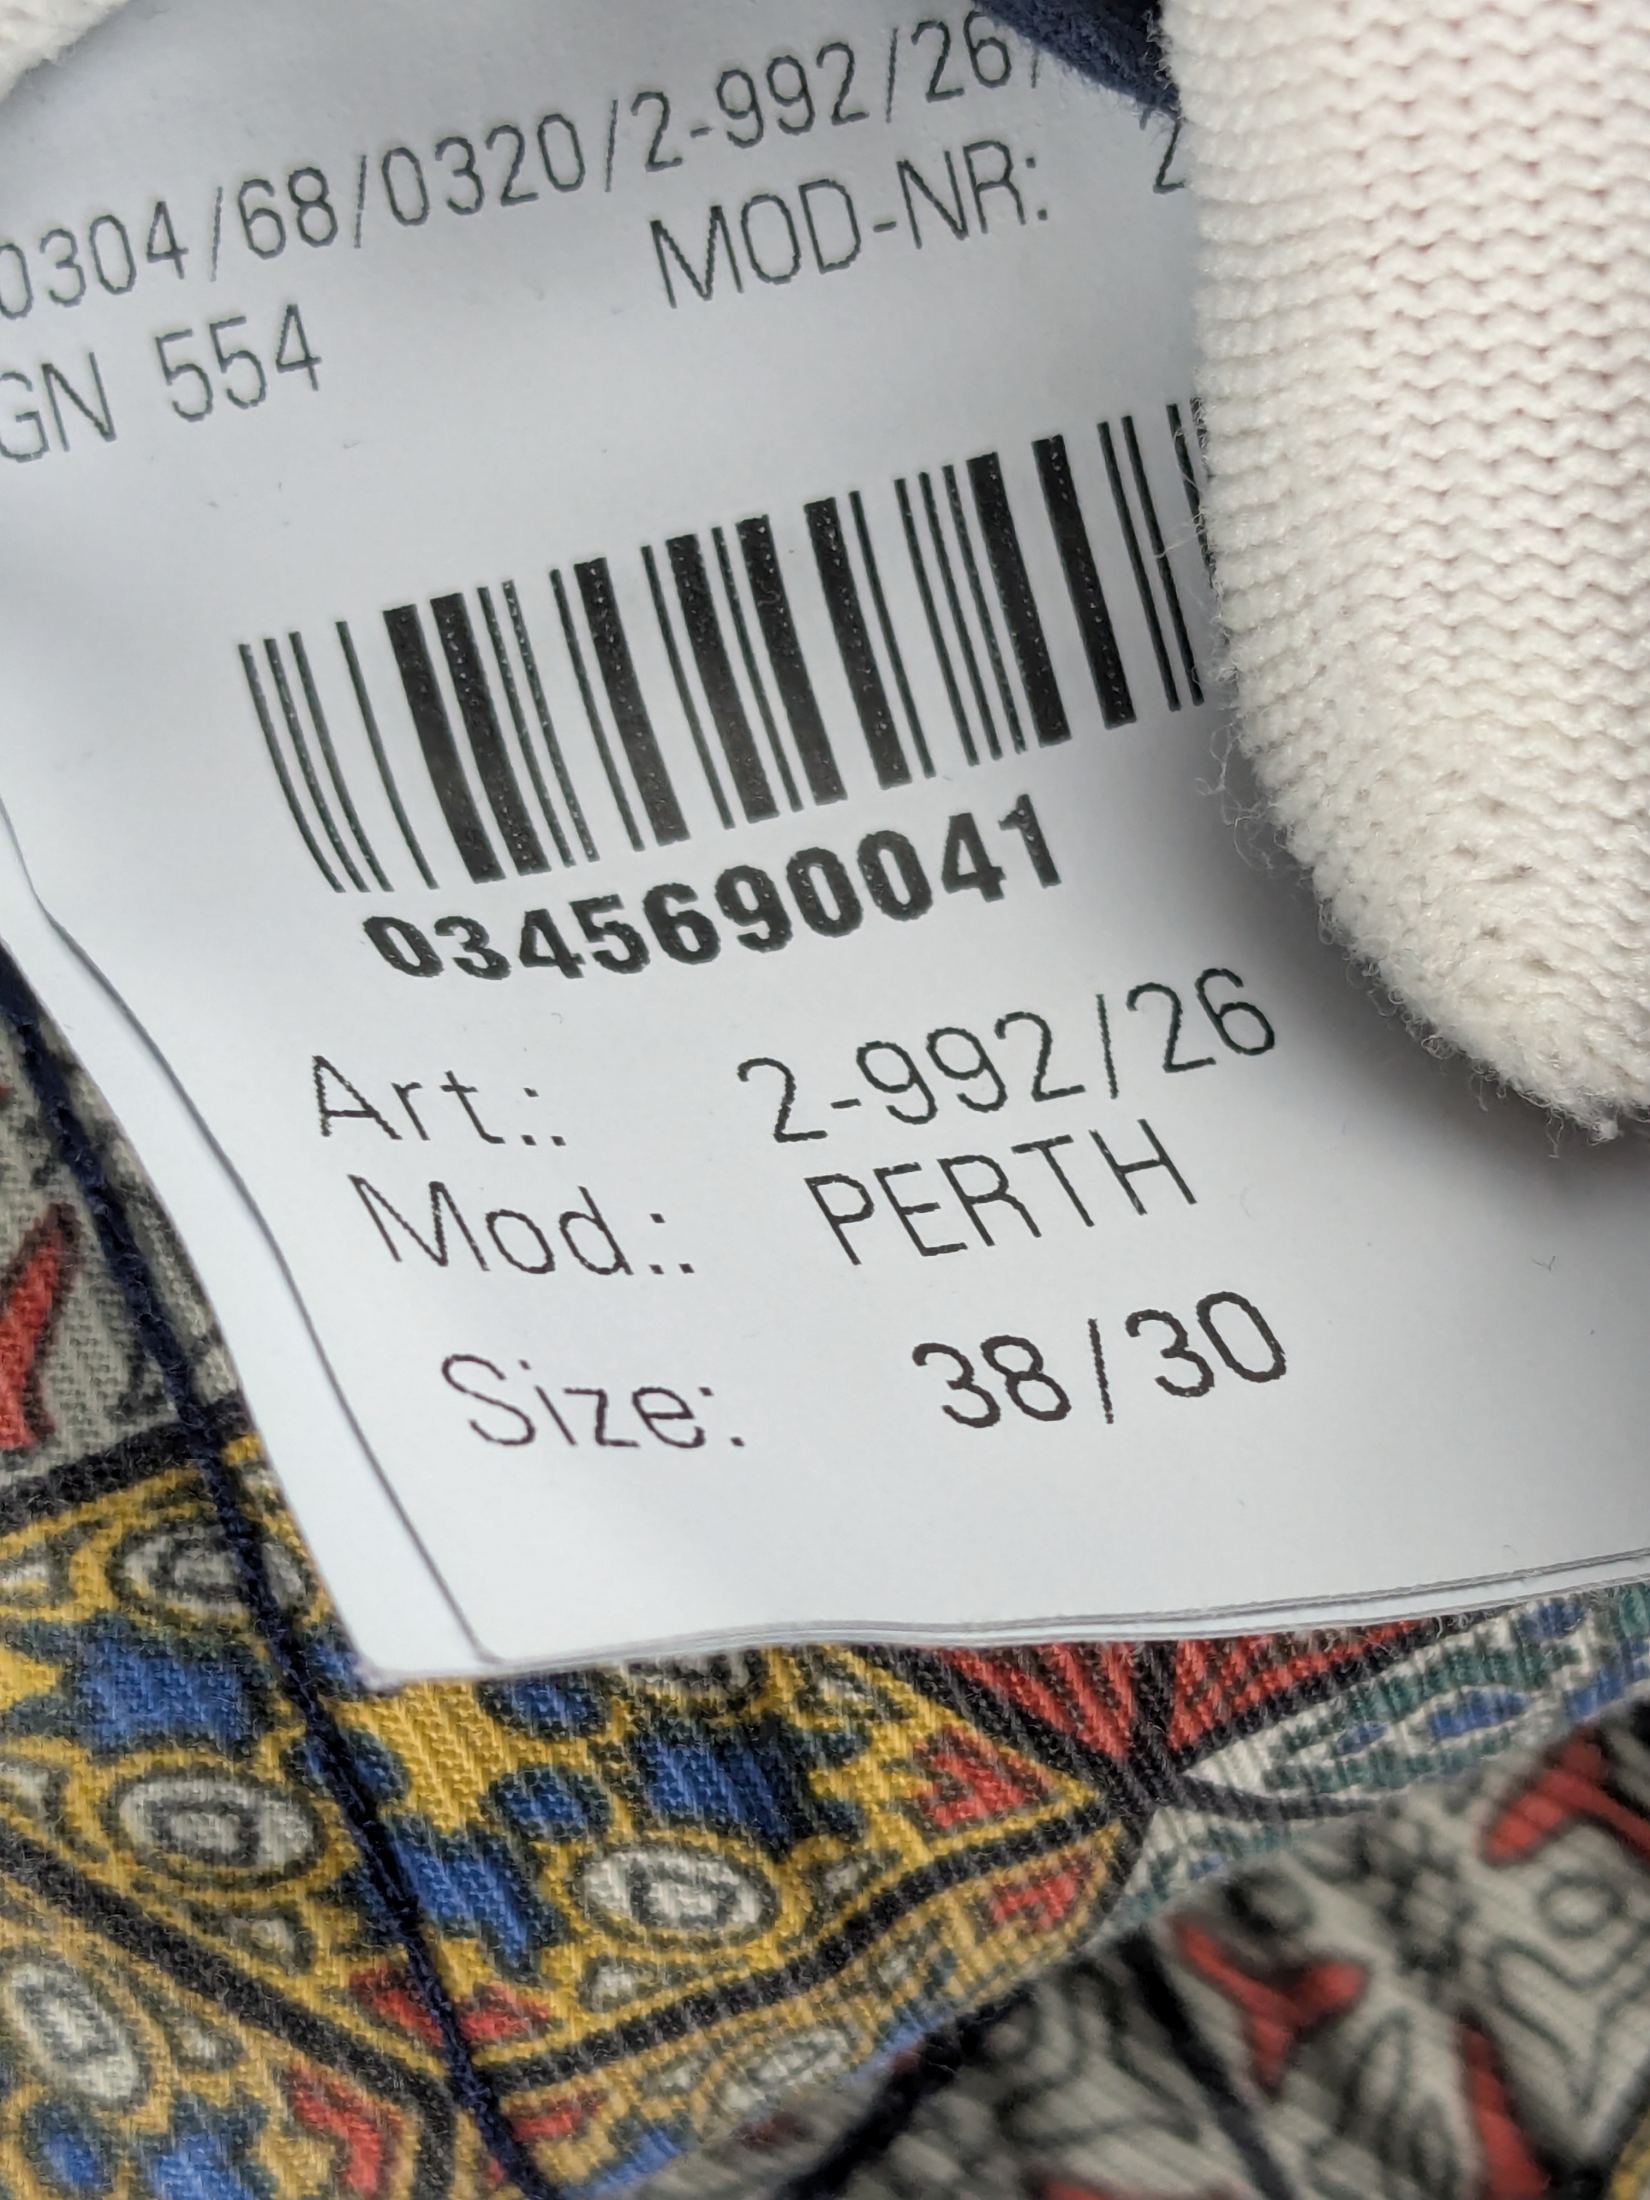 0304/68/0320/2-992/26/
MOD-NR: 2
GN 554
0345690041
Art.: 2-992/26
Mod.: PERTH
Size: 38/30